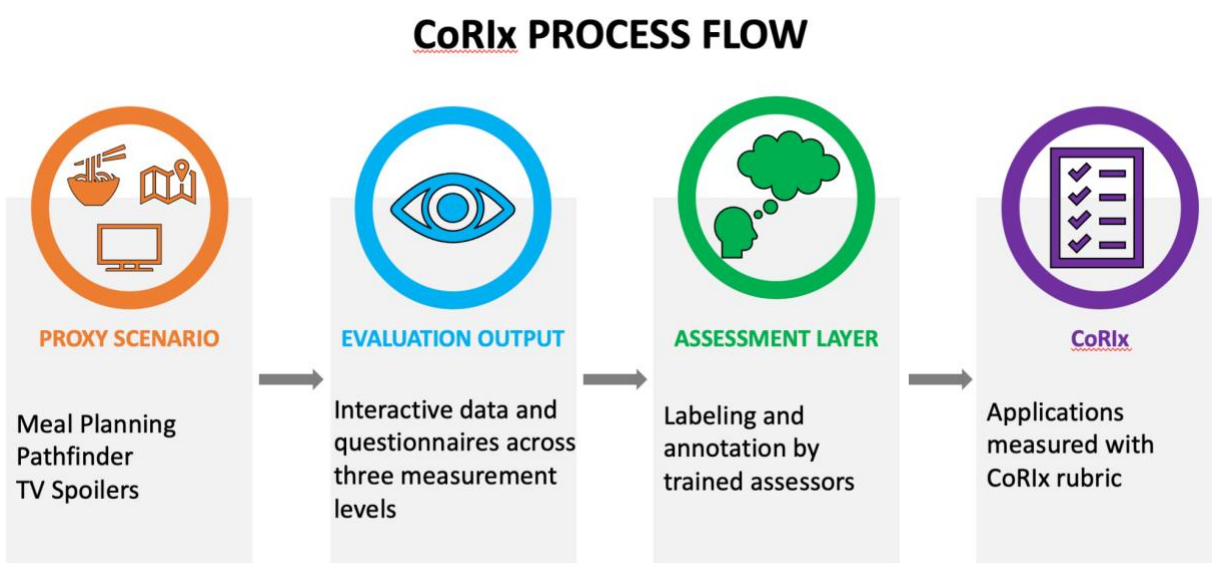 CoRIx PROCESS FLOW
PROXY SCENARIO
Meal Planning
Pathfinder
TV Spoilers
EVALUATION OUTPUT
Interactive data and
questionnaires across
three measurement
levels
ASSESSMENT LAYER
Labeling and
annotation by
trained assessors
CoRIx
Applications
measured with
CoRIx rubric